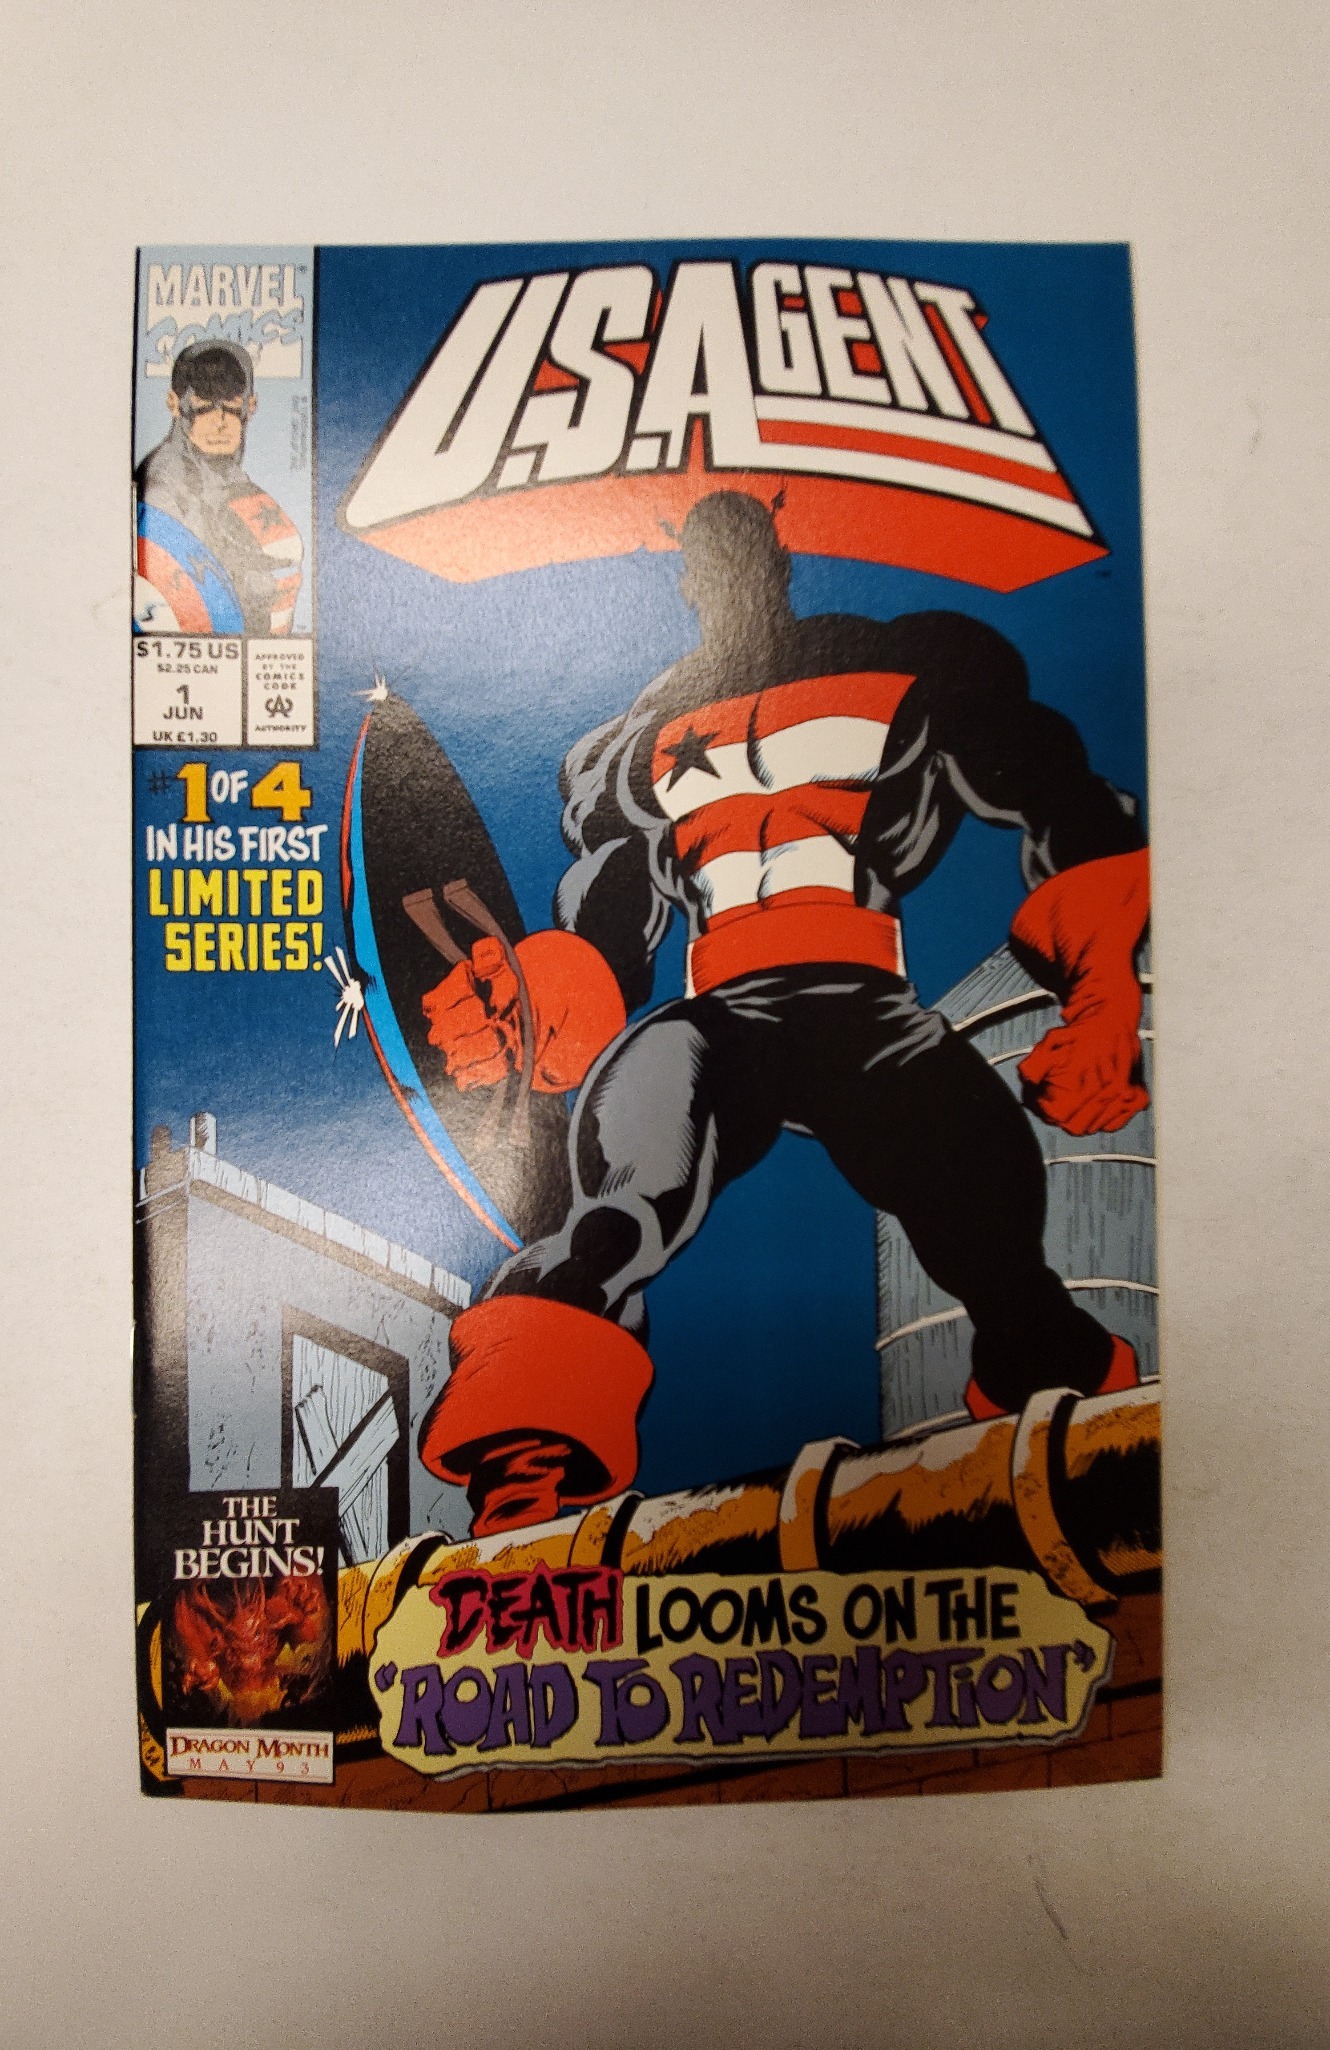 MARVEL
COMICS
U.S.AGENT
$1.75 US
$2.25 CAN
1
JUN
UK £1.30
APPROVED
BY THE
COMICS
CODE
CA
AUTHORITY
#1 OF 4
IN HIS FIRST
LIMITED
SERIES!
THE
HUNT
BEGINS!
DRAGON MONTH
MAY 93
DEATH LOOMS ON THE
"ROAD TO REDEMPTION"